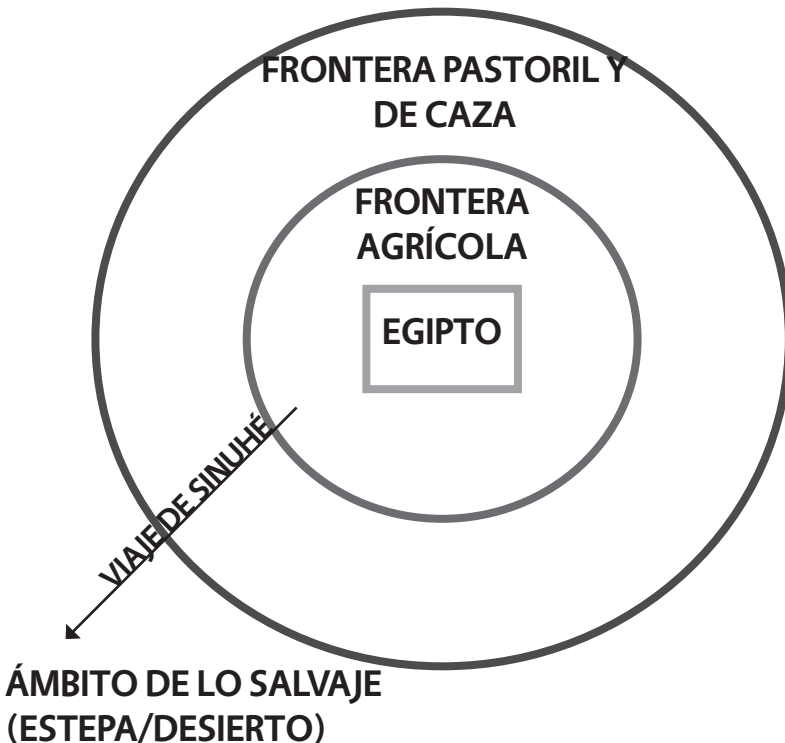 FRONTERA PASTORIL Y
DE CAZA
FRONTERA
AGRÍCOLA
EGIPTO
VIAJE DE SINUHÉ
ÁMBITO DE LO SALVAJE
(ESTEPA/DESIERTO)